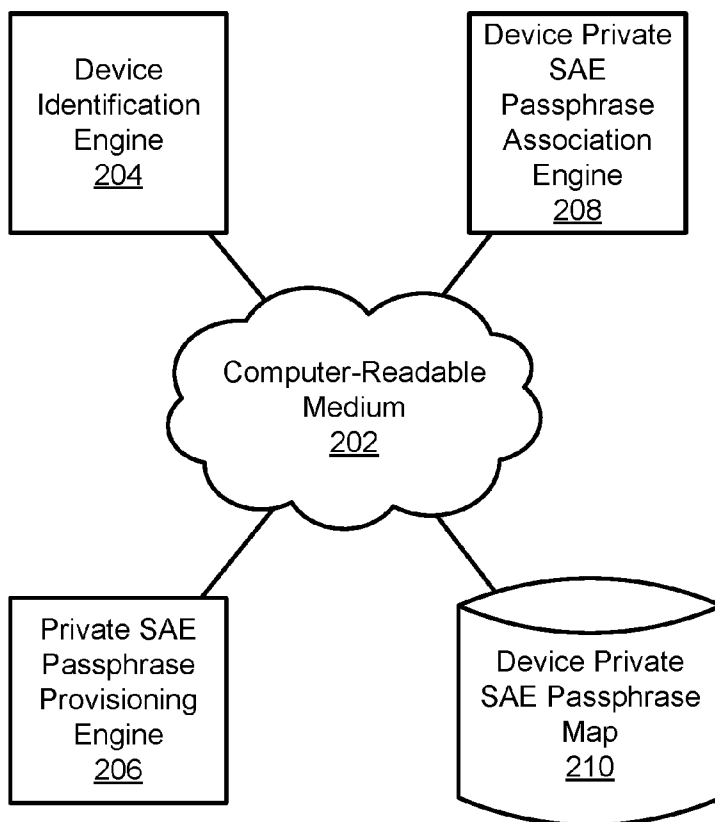 Device
Identification
Engine
204
Device Private
SAE
Passphrase
Association
Engine
208
Computer-Readable
Medium
202
Private SAE
Passphrase
Provisioning
Engine
206
Device Private
SAE Passphrase
Map
210